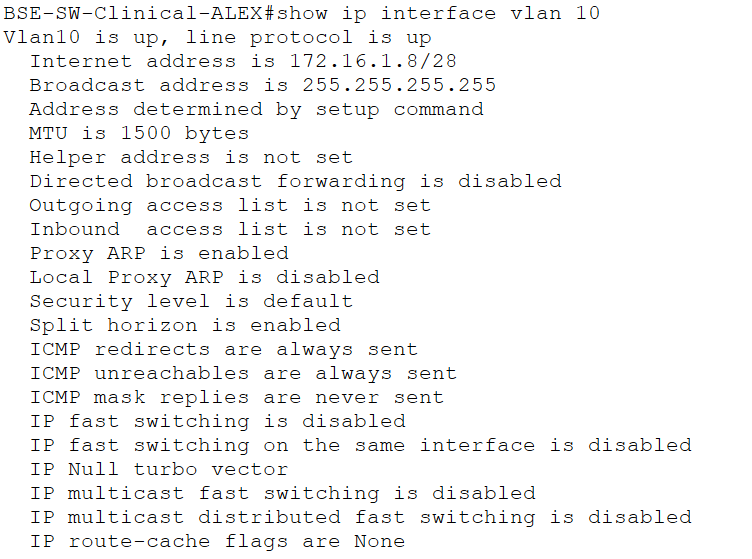 BSE-SW-Clinical-ALEX#show ip interface vlan 10
Vlan10 is up, line protocol is up
  Internet address is 172.16.1.8/28
  Broadcast address is 255.255.255.255
  Address determined by setup command
  MTU is 1500 bytes
  Helper address is not set
  Directed broadcast forwarding is disabled
  Outgoing access list is not set
  Inbound  access list is not set
  Proxy ARP is enabled
  Local Proxy ARP is disabled
  Security level is default
  Split horizon is enabled
  ICMP redirects are always sent
  ICMP unreachables are always sent
  ICMP mask replies are never sent
  IP fast switching is disabled
  IP fast switching on the same interface is disabled
  IP Null turbo vector
  IP multicast fast switching is disabled
  IP multicast distributed fast switching is disabled
  IP route-cache flags are None